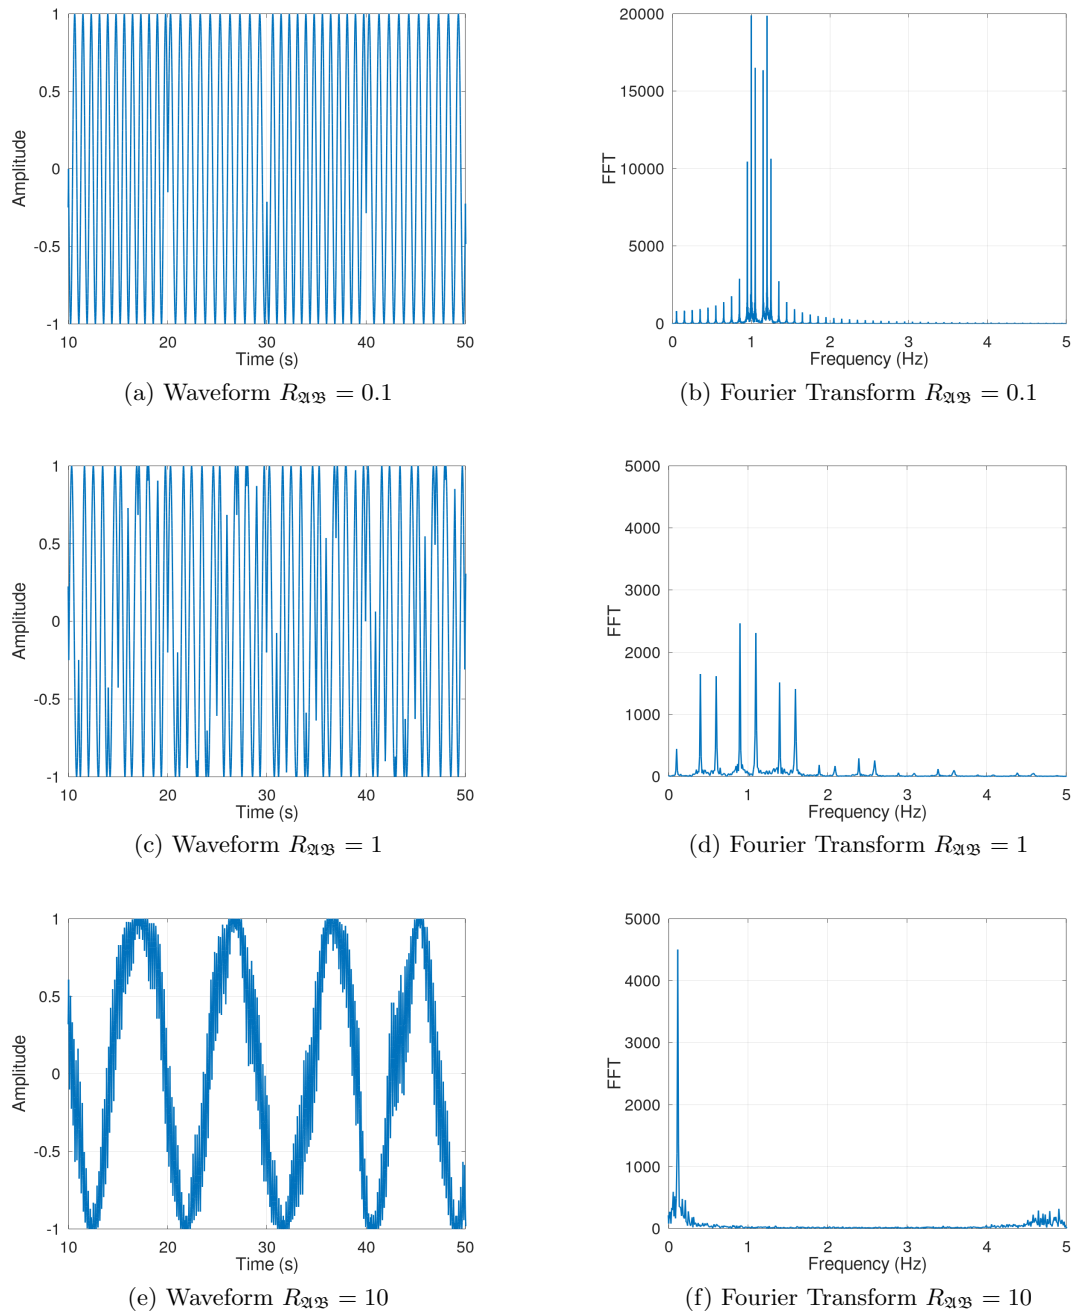 1
0.5
0
-0.5
-1
Amplitude
10 20 30 40 50
Time (s)
20000
15000
10000
5000
0
FFT
0 1 2 3 4 5
Frequency (Hz)
(a) Waveform R𝔄𝔅 = 0.1
(b) Fourier Transform R𝔄𝔅 = 0.1
1
0.5
0
-0.5
-1
Amplitude
10 20 30 40 50
Time (s)
5000
4000
3000
2000
1000
0
FFT
0 1 2 3 4 5
Frequency (Hz)
(c) Waveform R𝔄𝔅 = 1
(d) Fourier Transform R𝔄𝔅 = 1
1
0.5
0
-0.5
-1
Amplitude
10 20 30 40 50
Time (s)
5000
4000
3000
2000
1000
0
FFT
0 1 2 3 4 5
Frequency (Hz)
(e) Waveform R𝔄𝔅 = 10
(f) Fourier Transform R𝔄𝔅 = 10